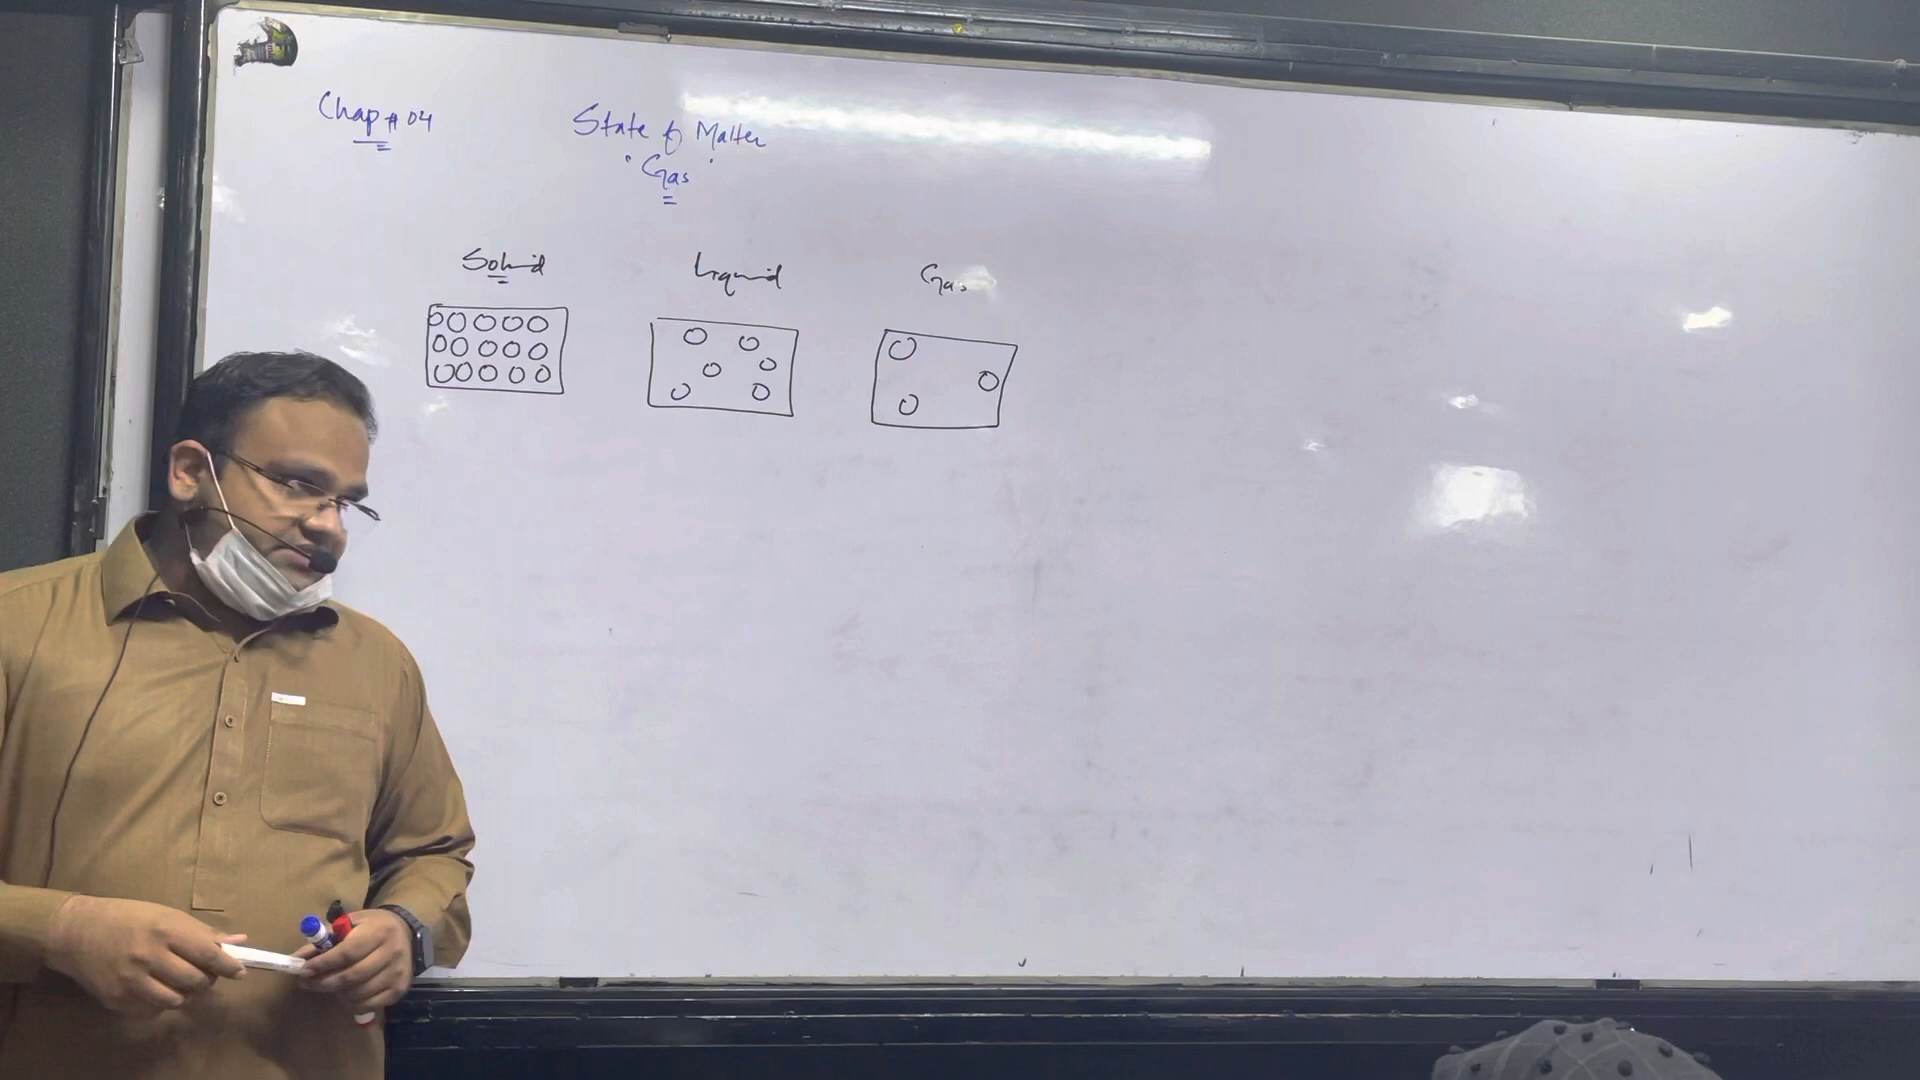 Chap # 04
State of Matter
"Gas"
Solid
Liquid
Gas